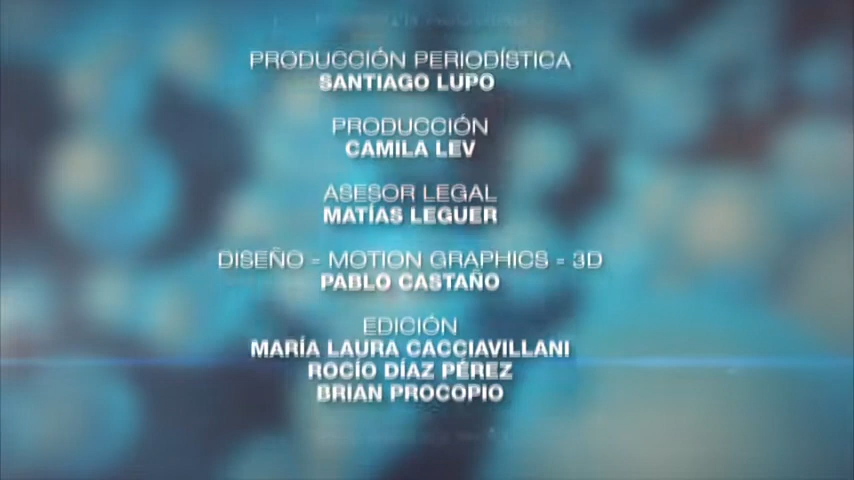 PRODUCCIÓN PERIODÍSTICA
SANTIAGO LUPO
PRODUCCIÓN
CAMILA LEV
ASESOR LEGAL
MATÍAS LEGUER
DISEÑO - MOTION GRAPHICS - 3D
PABLO CASTAÑO
EDICIÓN
MARÍA LAURA CACCIAVILLANI
ROCÍO DÍAZ PÉREZ
BRIAN PROCOPIO